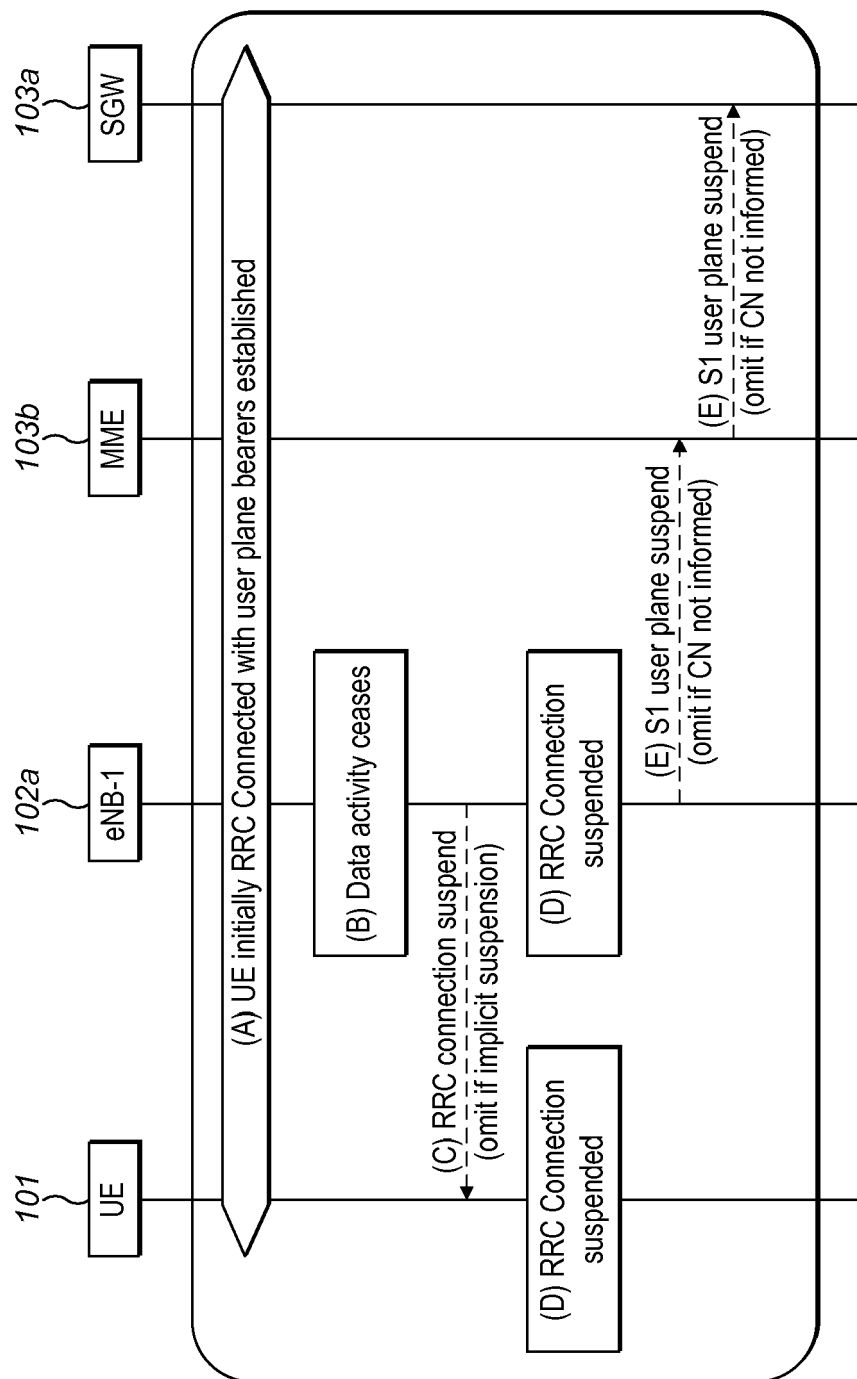 101
102a
103b
103a
UE
eNB-1
MME
SGW
(A) UE initially RRC Connected with user plane bearers established
(B) Data activity ceases
(C) RRC connection suspend
(omit if implicit suspension)
(D) RRC Connection
suspended
(D) RRC Connection
suspended
(E) S1 user plane suspend
(omit if CN not informed)
(E) S1 user plane suspend
(omit if CN not informed)